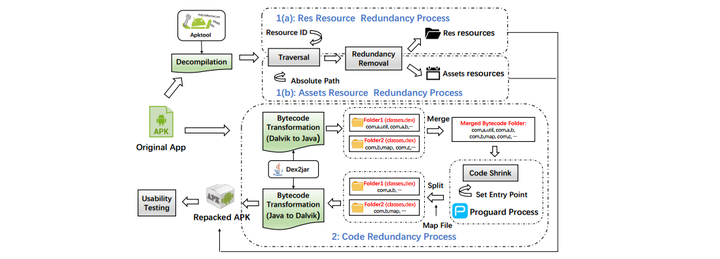 1(a): Res Resource Redundancy Process
Apktool
Resource ID
Res resources
Decompilation
Traversal
Redundancy
Removal
Absolute Path
Assets resources
1(b): Assets Resource Redundancy Process
APK
Original App
Bytecode
Transformation
(Dalvik to Java)
Folder1 (classes.dex)
com,a,util, com,a,b,···
Folder2 (classes,dex)
com,b,map, com,c,···
Merge
Merged Bytecode Folder:
com,a,util, com,a,b,
com,b,map, com,c, ···
Dex2jar
Code Shrink
Set Entry Point
Proguard Process
Bytecode
Transformation
(Java to Dalvik)
Folder1 (classes,dex)
com,a,b, ···
Folder2 (classes,dex)
com,b,map, ···
Split
Map File
Usability
Testing
APK
Repacked APK
2: Code Redundancy Process